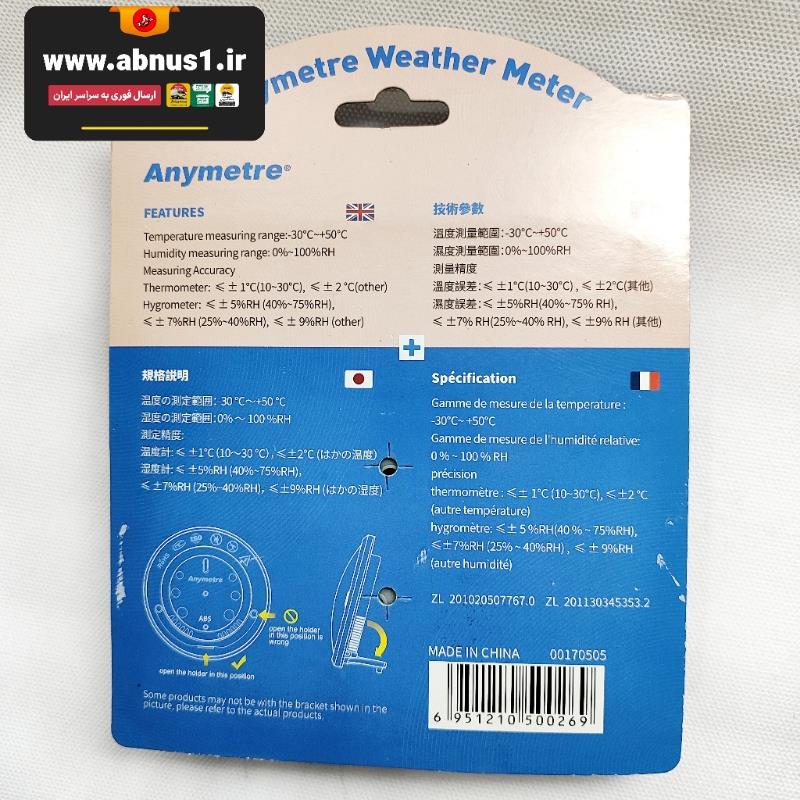 www.abnus1.ir
ارسال فوری به سراسر ایران
ymetre Weather Meter
Anymetre®
FEATURES
Temperature measuring range:-30°C~+50°C
Humidity measuring range: 0%~100%RH
Measuring Accuracy
Thermometer: ≤ ±1°C(10~30°C), ≤ ±2 °C(other)
Hygrometer: ≤ ±5%RH (40%~75%RH),
≤ ±7%RH (25%~40%RH), ≤ ±9%RH (other)
技術參數
溫度測量範圍:-30°C~+50°C
濕度測量範圍:0%~100%RH
測量精度
溫度誤差:≤ ±1°C(10~30°C) , ≤ ±2°C(其他)
濕度誤差:≤ ±5%RH(40%~75% RH),
≤ ±7% RH(25%~40% RH), ≤ ±9% RH (其他)
規格説明
温度の測定範囲: 30 °C~+50 °C
湿度の測定範囲:0% ~ 100 %RH
測定精度:
温度計: ≤ ±1°C (10~30 °C) ,≤±2°C (はかの温度)
湿度計: ≤ ±5%RH (40%~75%RH),
≤ ±7%RH (25%~40%RH), ≤±9%RH (はかの湿度)
Spécification
Gamme de mesure de la temperature :
-30°C~ +50°C
Gamme de mesure de l'humidité relative:
0 % ~ 100 % RH
précision
thermomètre : ≤ ± 1°C (10~30°C), ≤ ±2 °C
(autre température)
hygromètre: ≤ ± 5 %RH(40 % ~ 75%RH),
≤ ±7%RH (25% ~ 40%RH) , ≤ ± 9%RH
(autre humidité)
ZL 201020507767.0 ZL 201130345353.2
Anymetre
ABS
open the holder
in this position is
wrong
open the holder in this position
Some products may not be with the bracket shown in the
picture, please refer to the actual products.
MADE IN CHINA 00170505
6 951210 500269